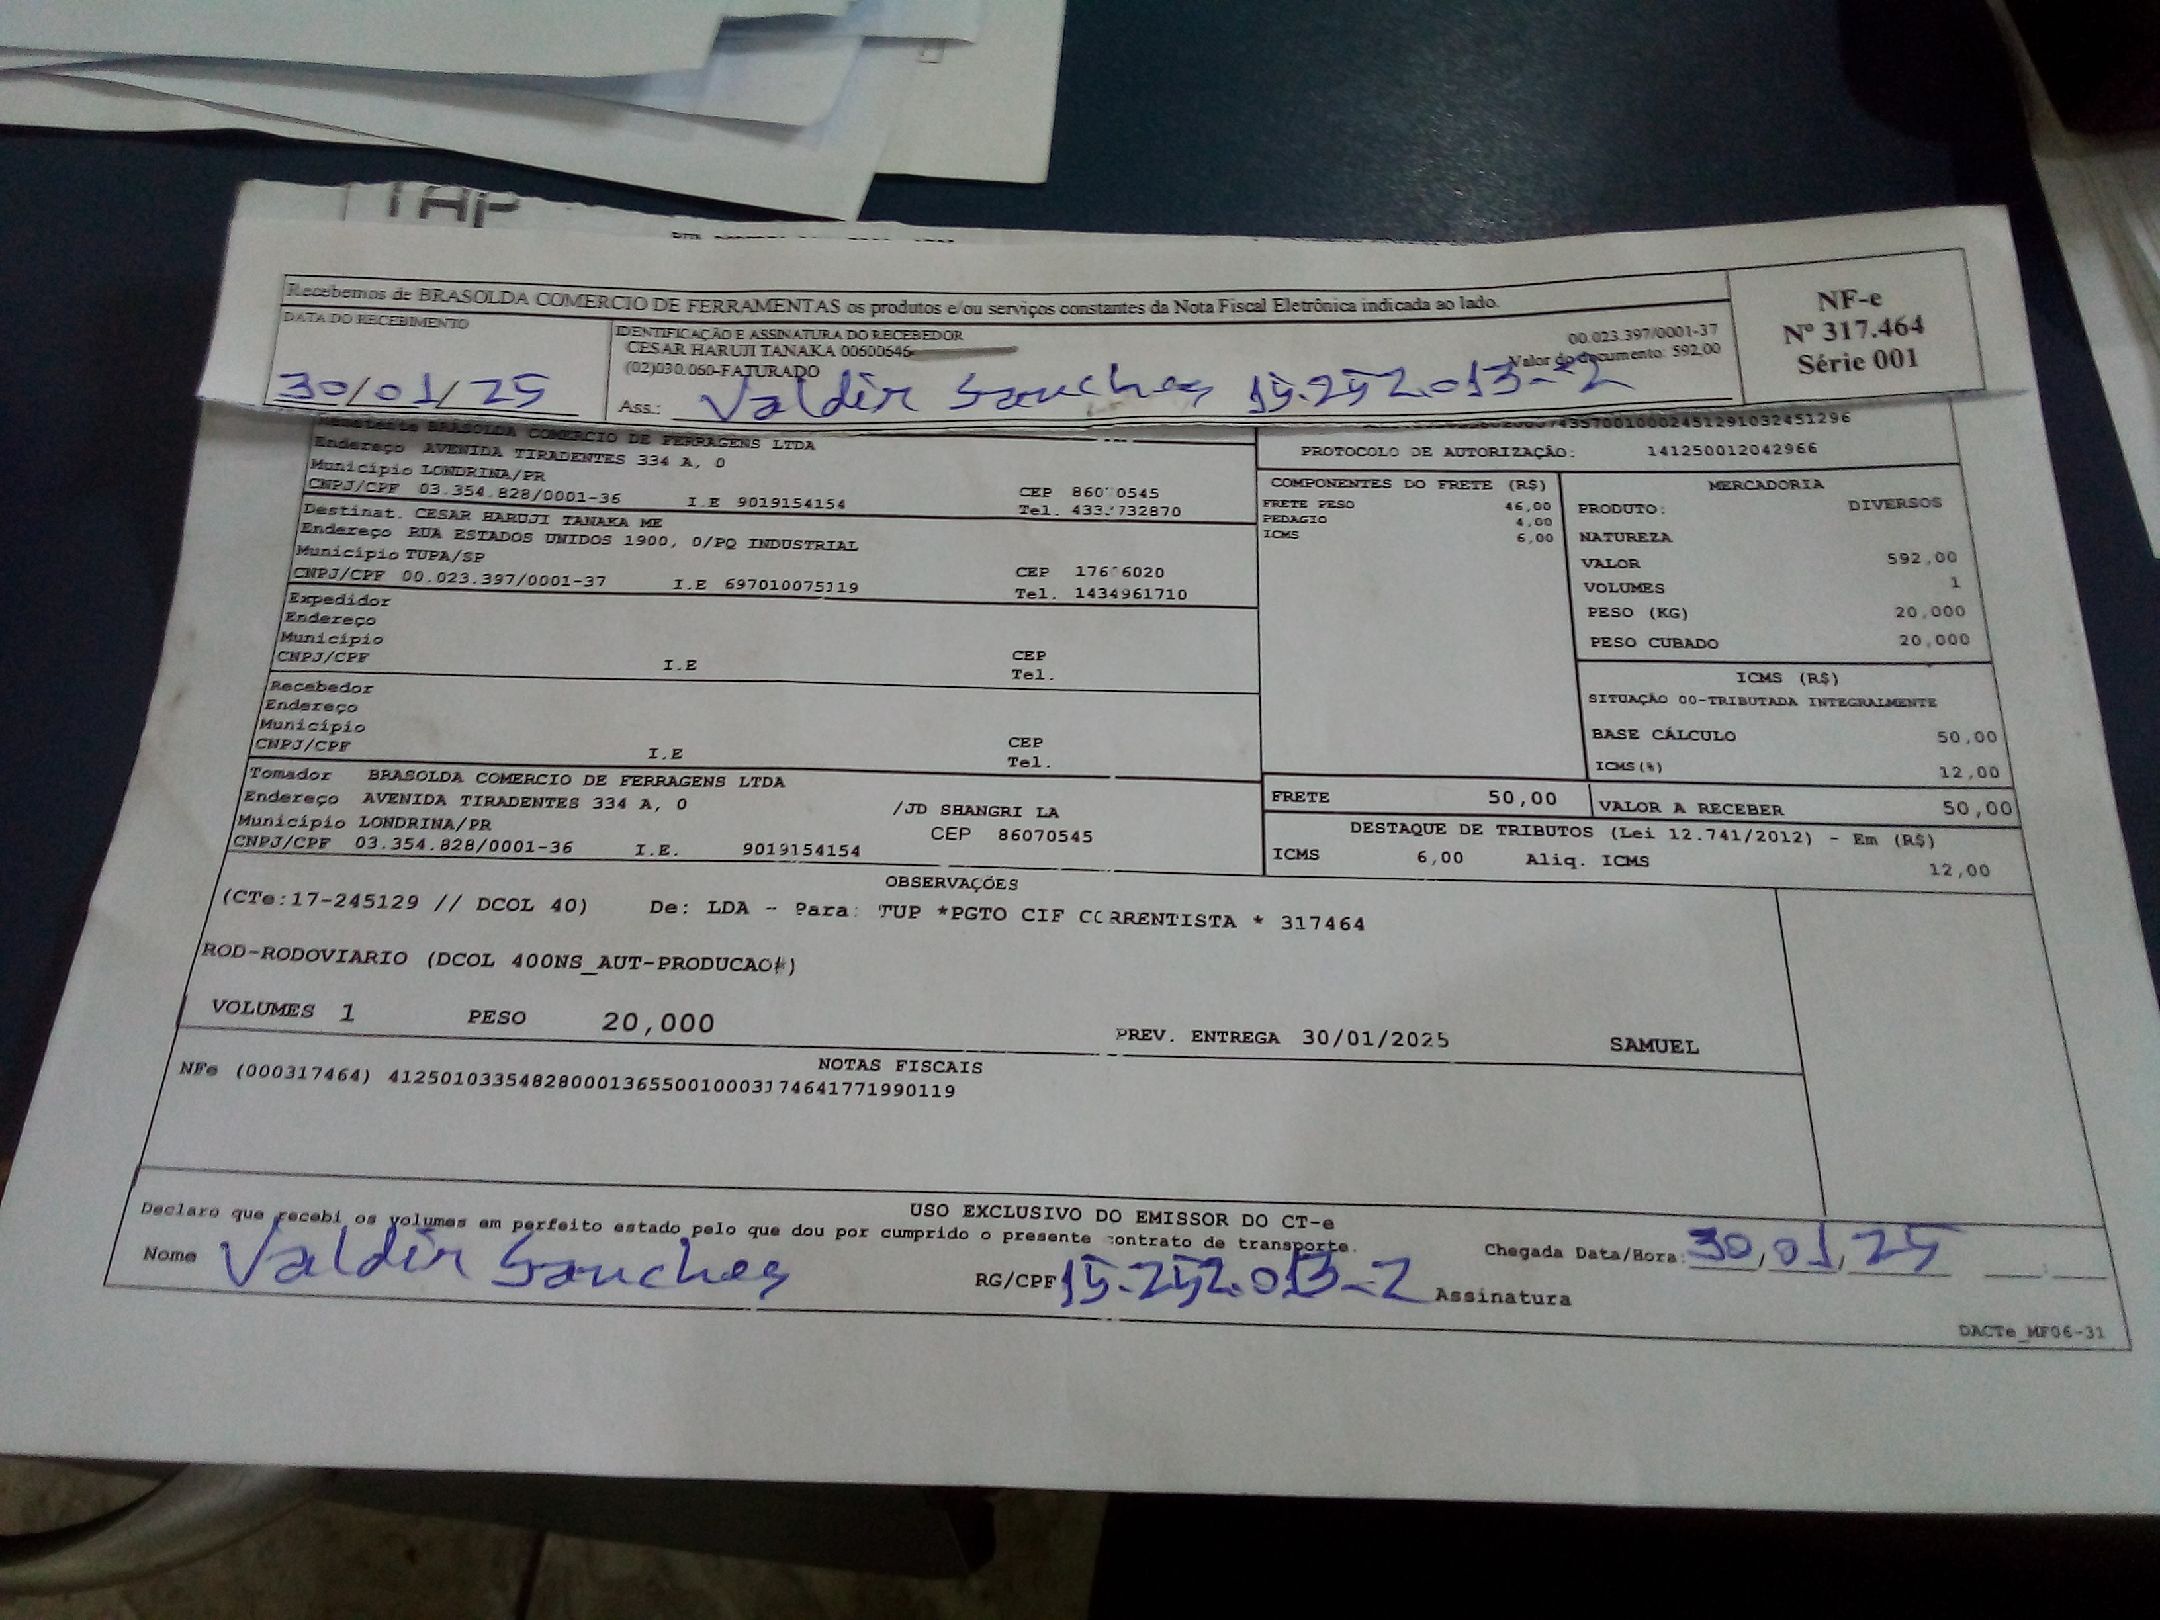 TAP
Recebemos de BRASOLDA COMERCIO DE FERRAMENTAS os produtos e/ou serviços constantes da Nota Fiscal Eletrônica indicada ao lado.
NF-e
Nº 317.464
Série 001
DATA DO RECEBIMENTO
30/01/25
IDENTIFICAÇÃO E ASSINATURA DO RECEBEDOR
CESAR HARUJI TANAKA 00600646
(02)030.060-FATURADO
00.023.397/0001-37
Valor do documento: 592,00
Ass.: Valdir Sanches 15.252.013-2
Remetente BRASOLDA COMERCIO DE FERRAGENS LTDA
Endereço AVENIDA TIRADENTES 334 A, 0
Município LONDRINA/PR
CNPJ/CPF 03.354.828/0001-36 I.E 9019154154
CEP 86070545
Tel.
Destinat. CESAR HARUJI TANAKA ME
Endereço RUA ESTADOS UNIDOS 1900, 0/PQ INDUSTRIAL
Município TUPA/SP
CNPJ/CPF 00.023.397/0001-37 I.E 697010075119
CEP
Tel. 1434961710
Expedidor
Endereço
Município
CNPJ/CPF I.E
CEP
Tel.
Recebedor
Endereço
Município
CNPJ/CPF I.E
CEP
Tel.
Tomador BRASOLDA COMERCIO DE FERRAGENS LTDA
Endereço AVENIDA TIRADENTES 334 A, 0 /JD SHANGRI LA
Município LONDRINA/PR CEP 86070545
CNPJ/CPF 03.354.828/0001-36 I.E. 9019154154
PROTOCOLO DE AUTORIZAÇÃO: 141250012042966
COMPONENTES DO FRETE (R$)
FRETE PESO 46,00
PEDAGIO 4,00
ICMS 6,00
MERCADORIA
PRODUTO: DIVERSOS
NATUREZA
VALOR 592,00
VOLUMES 1
PESO (KG) 20,000
PESO CUBADO 20,000
ICMS (R$)
SITUAÇÃO 00-TRIBUTADA INTEGRALMENTE
BASE CÁLCULO 50,00
ICMS(%) 12,00
FRETE 50,00 VALOR A RECEBER 50,00
DESTAQUE DE TRIBUTOS (Lei 12.741/2012) - Em (R$)
ICMS 6,00 Aliq. ICMS 12,00
OBSERVAÇÕES
(CTe:17-245129 // DCOL 40) De: LDA - Para: TUP *PGTO CIF CORRENTISTA * 317464
ROD-RODOVIARIO (DCOL 400NS_AUT-PRODUCAO#)
VOLUMES 1 PESO 20,000 PREV. ENTREGA 30/01/2025 SAMUEL
NOTAS FISCAIS
NFe (000317464) 41250103354828000136550010003174641771990119
USO EXCLUSIVO DO EMISSOR DO CT-e
Declaro que recebi os volumes em perfeito estado pelo que dou por cumprido o presente contrato de transporte.
Nome Valdir Sanches RG/CPF 15.252.013-2 Assinatura
Chegada Data/Hora: 30/01/25
DACTe_MF06-31